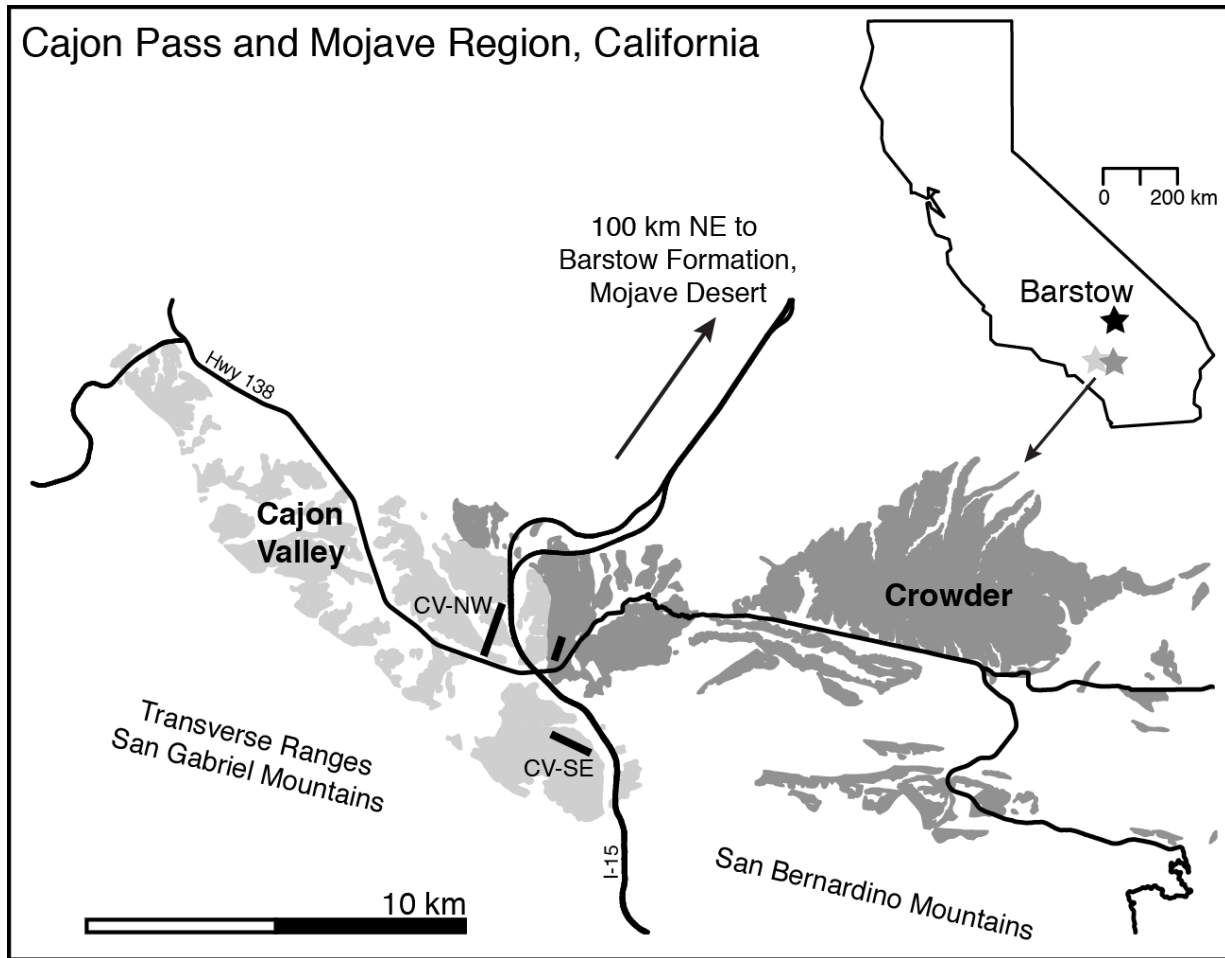 Cajon Pass and Mojave Region, California
0 200 km
100 km NE to
Barstow Formation,
Mojave Desert
Barstow
Hwy 138
Cajon
Valley
Crowder
CV-NW
CV-SE
Transverse Ranges
San Gabriel Mountains
I-15
San Bernardino Mountains
10 km